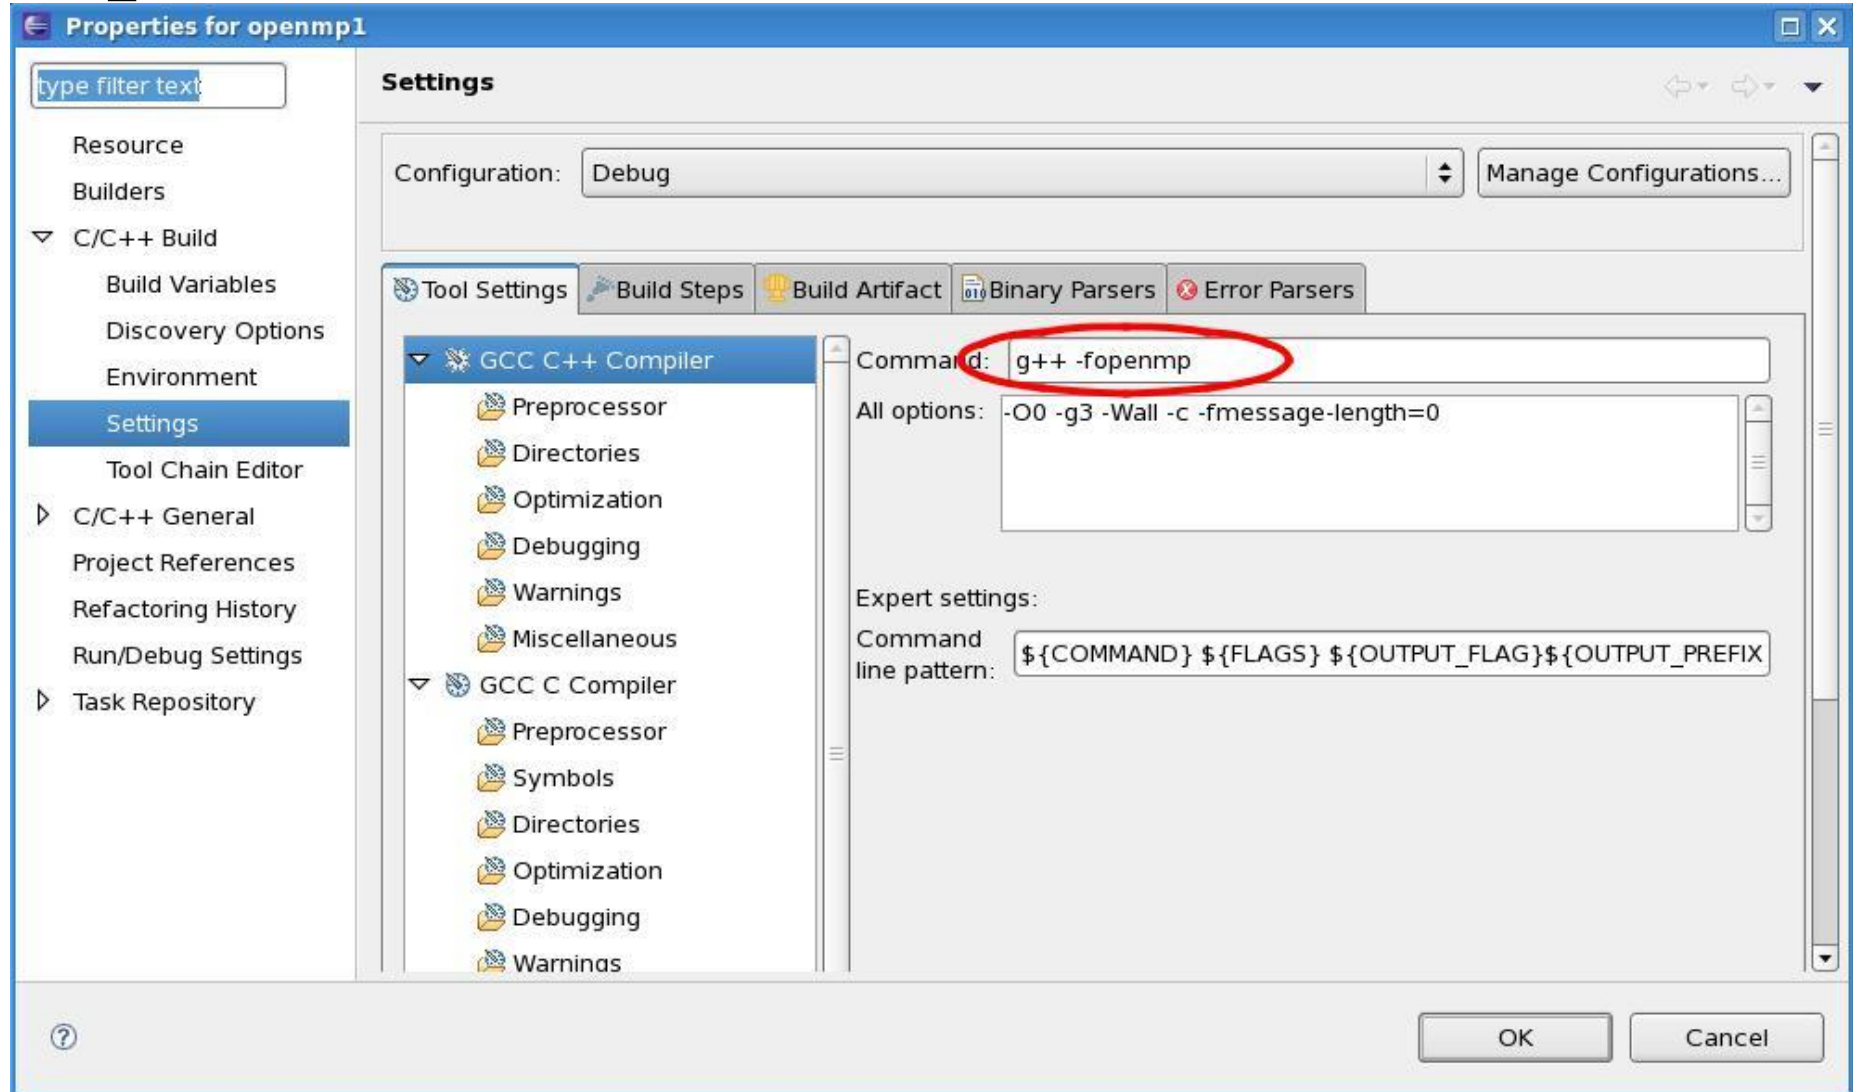 Properties for openmp1
type filter text
Settings
Resource
Builders
C/C++ Build
Build Variables
Discovery Options
Environment
Settings
Tool Chain Editor
C/C++ General
Project References
Refactoring History
Run/Debug Settings
Task Repository
Configuration: Debug Manage Configurations...
Tool Settings Build Steps Build Artifact Binary Parsers Error Parsers
GCC C++ Compiler
Preprocessor
Directories
Optimization
Debugging
Warnings
Miscellaneous
GCC C Compiler
Preprocessor
Symbols
Directories
Optimization
Debugging
Warnings
Command: g++ -fopenmp
All options: -O0 -g3 -Wall -c -fmessage-length=0
Expert settings:
Command
line pattern: ${COMMAND} ${FLAGS} ${OUTPUT_FLAG}${OUTPUT_PREFIX
OK Cancel